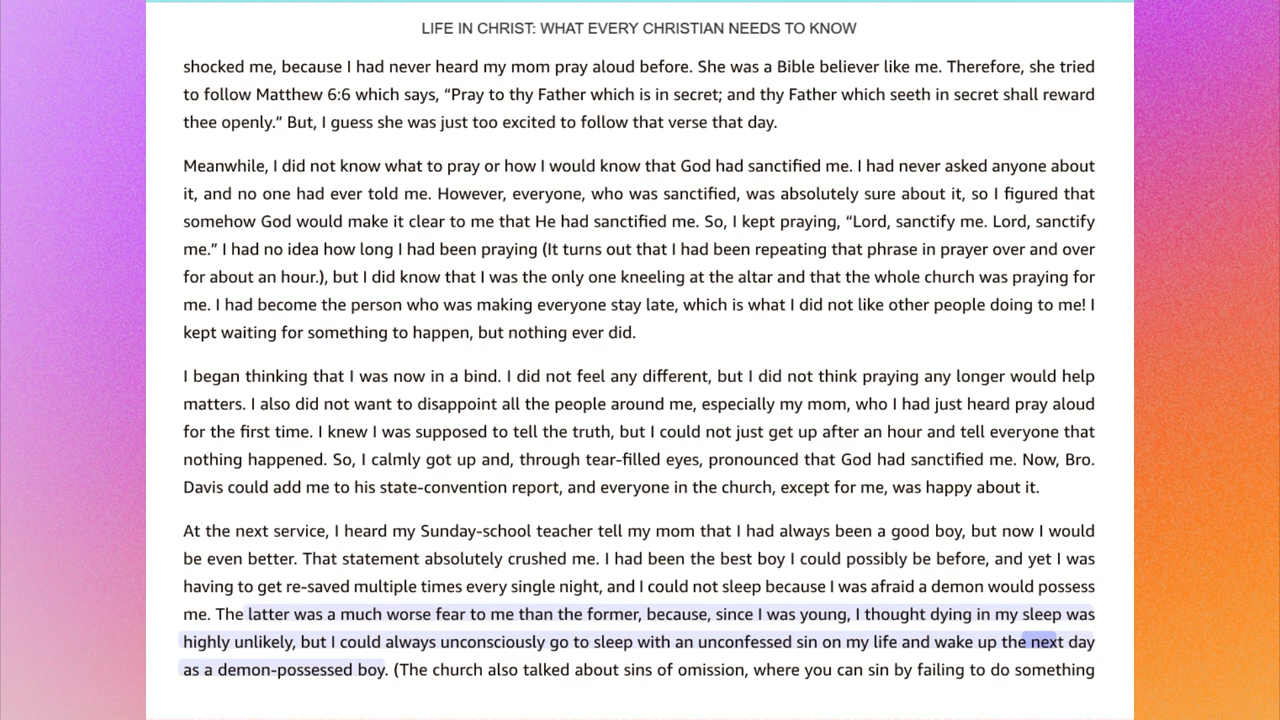 LIFE IN CHRIST: WHAT EVERY CHRISTIAN NEEDS TO KNOW
shocked me, because I had never heard my mom pray aloud before. She was a Bible believer like me. Therefore, she tried
to follow Matthew 6:6 which says, “Pray to thy Father which is in secret; and thy Father which seeth in secret shall reward
thee openly.” But, I guess she was just too excited to follow that verse that day.
Meanwhile, I did not know what to pray or how I would know that God had sanctified me. I had never asked anyone about
it, and no one had ever told me. However, everyone, who was sanctified, was absolutely sure about it, so I figured that
somehow God would make it clear to me that He had sanctified me. So, I kept praying, “Lord, sanctify me. Lord, sanctify
me.” I had no idea how long I had been praying (It turns out that I had been repeating that phrase in prayer over and over
for about an hour.), but I did know that I was the only one kneeling at the altar and that the whole church was praying for
me. I had become the person who was making everyone stay late, which is what I did not like other people doing to me! I
kept waiting for something to happen, but nothing ever did.
I began thinking that I was now in a bind. I did not feel any different, but I did not think praying any longer would help
matters. I also did not want to disappoint all the people around me, especially my mom, who I had just heard pray aloud
for the first time. I knew I was supposed to tell the truth, but I could not just get up after an hour and tell everyone that
nothing happened. So, I calmly got up and, through tear-filled eyes, pronounced that God had sanctified me. Now, Bro.
Davis could add me to his state-convention report, and everyone in the church, except for me, was happy about it.
At the next service, I heard my Sunday-school teacher tell my mom that I had always been a good boy, but now I would
be even better. That statement absolutely crushed me. I had been the best boy I could possibly be before, and yet I was
having to get re-saved multiple times every single night, and I could not sleep because I was afraid a demon would possess
me. The latter was a much worse fear to me than the former, because, since I was young, I thought dying in my sleep was
highly unlikely, but I could always unconsciously go to sleep with an unconfessed sin on my life and wake up the next day
as a demon-possessed boy. (The church also talked about sins of omission, where you can sin by failing to do something